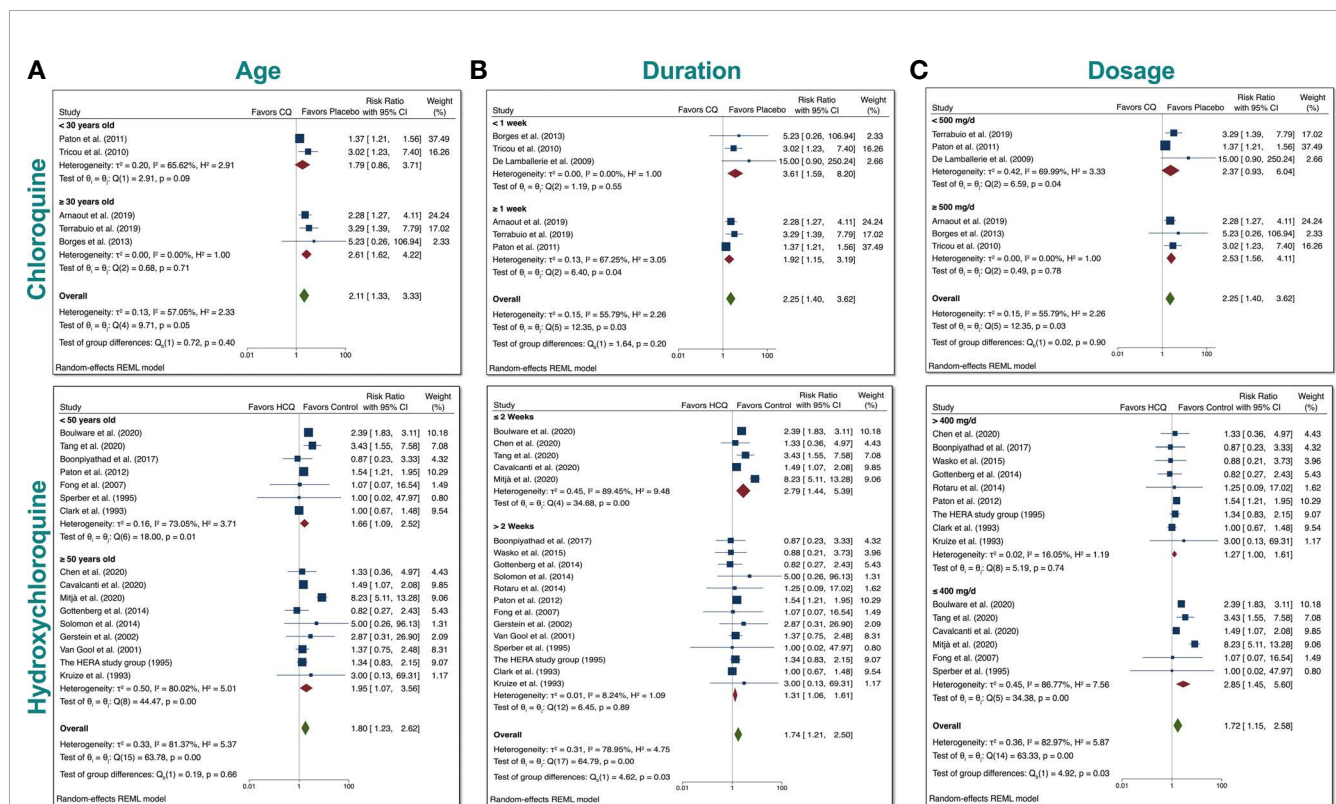 A Age
B Duration
C Dosage
Chloroquine
Study Favors CQ Favors Placebo Risk Ratio with 95% CI Weight (%)
< 30 years old
Paton et al. (2011) 1.37 [ 1.21, 1.56] 37.49
Tricou et al. (2010) 3.02 [ 1.23, 7.40] 16.26
Heterogeneity: τ² = 0.20, I² = 65.62%, H² = 2.91 1.79 [ 0.86, 3.71]
Test of θᵢ = θⱼ: Q(1) = 2.91, p = 0.09
≥ 30 years old
Arnaout et al. (2019) 2.28 [ 1.27, 4.11] 24.24
Terrabuio et al. (2019) 3.29 [ 1.39, 7.79] 17.02
Borges et al. (2013) 5.23 [ 0.26, 106.94] 2.33
Heterogeneity: τ² = 0.00, I² = 0.00%, H² = 1.00 2.61 [ 1.62, 4.22]
Test of θᵢ = θⱼ: Q(2) = 0.68, p = 0.71
Overall 2.11 [ 1.33, 3.33]
Heterogeneity: τ² = 0.13, I² = 57.05%, H² = 2.33
Test of θᵢ = θⱼ: Q(4) = 9.71, p = 0.05
Test of group differences: Q_b(1) = 0.72, p = 0.40
0.01 1 100
Random-effects REML model
Study Favors CQ Favors Placebo Risk Ratio with 95% CI Weight (%)
< 1 week
Borges et al. (2013) 5.23 [ 0.26, 106.94] 2.33
Tricou et al. (2010) 3.02 [ 1.23, 7.40] 16.26
De Lamballerie et al. (2009) 15.00 [ 0.90, 250.24] 2.66
Heterogeneity: τ² = 0.00, I² = 0.00%, H² = 1.00 3.61 [ 1.59, 8.20]
Test of θᵢ = θⱼ: Q(2) = 1.19, p = 0.55
≥ 1 week
Arnaout et al. (2019) 2.28 [ 1.27, 4.11] 24.24
Terrabuio et al. (2019) 3.29 [ 1.39, 7.79] 17.02
Paton et al. (2011) 1.37 [ 1.21, 1.56] 37.49
Heterogeneity: τ² = 0.13, I² = 67.25%, H² = 3.05 1.92 [ 1.15, 3.19]
Test of θᵢ = θⱼ: Q(2) = 6.40, p = 0.04
Overall 2.25 [ 1.40, 3.62]
Heterogeneity: τ² = 0.15, I² = 55.79%, H² = 2.26
Test of θᵢ = θⱼ: Q(5) = 12.35, p = 0.03
Test of group differences: Q_b(1) = 1.64, p = 0.20
0.01 1 100
Random-effects REML model
Study Favors CQ Favors Placebo Risk Ratio with 95% CI Weight (%)
< 500 mg/d
Terrabuio et al. (2019) 3.29 [ 1.39, 7.79] 17.02
Paton et al. (2011) 1.37 [ 1.21, 1.56] 37.49
De Lamballerie et al. (2009) 15.00 [ 0.90, 250.24] 2.66
Heterogeneity: τ² = 0.42, I² = 69.99%, H² = 3.33 2.37 [ 0.93, 6.04]
Test of θᵢ = θⱼ: Q(2) = 6.59, p = 0.04
≥ 500 mg/d
Arnaout et al. (2019) 2.28 [ 1.27, 4.11] 24.24
Borges et al. (2013) 5.23 [ 0.26, 106.94] 2.33
Tricou et al. (2010) 3.02 [ 1.23, 7.40] 16.26
Heterogeneity: τ² = 0.00, I² = 0.00%, H² = 1.00 2.53 [ 1.56, 4.11]
Test of θᵢ = θⱼ: Q(2) = 0.49, p = 0.78
Overall 2.25 [ 1.40, 3.62]
Heterogeneity: τ² = 0.15, I² = 55.79%, H² = 2.26
Test of θᵢ = θⱼ: Q(5) = 12.35, p = 0.03
Test of group differences: Q_b(1) = 0.02, p = 0.90
0.01 1 100
Random-effects REML model
Hydroxychloroquine
Study Favors HCQ Favors Control Risk Ratio with 95% CI Weight (%)
< 50 years old
Boulware et al. (2020) 2.39 [ 1.83, 3.11] 10.18
Tang et al. (2020) 3.43 [ 1.55, 7.58] 7.08
Boonpiyathad et al. (2017) 0.87 [ 0.23, 3.33] 4.32
Paton et al. (2012) 1.54 [ 1.21, 1.95] 10.29
Fong et al. (2007) 1.07 [ 0.07, 16.54] 1.49
Sperber et al. (1995) 1.00 [ 0.02, 47.97] 0.80
Clark et al. (1993) 1.00 [ 0.67, 1.48] 9.54
Heterogeneity: τ² = 0.16, I² = 73.05%, H² = 3.71 1.66 [ 1.09, 2.52]
Test of θᵢ = θⱼ: Q(6) = 18.00, p = 0.01
≥ 50 years old
Chen et al. (2020) 1.33 [ 0.36, 4.97] 4.43
Cavalcanti et al. (2020) 1.49 [ 1.07, 2.08] 9.85
Mitjà et al. (2020) 8.23 [ 5.11, 13.28] 9.06
Gottenberg et al. (2014) 0.82 [ 0.27, 2.43] 5.43
Solomon et al. (2014) 5.00 [ 0.26, 96.13] 1.31
Gerstein et al. (2002) 2.87 [ 0.31, 26.90] 2.09
Van Gool et al. (2001) 1.37 [ 0.75, 2.48] 8.31
The HERA study group (1995) 1.34 [ 0.83, 2.15] 9.07
Kruize et al. (1993) 3.00 [ 0.13, 69.31] 1.17
Heterogeneity: τ² = 0.50, I² = 80.02%, H² = 5.01 1.95 [ 1.07, 3.56]
Test of θᵢ = θⱼ: Q(8) = 44.47, p = 0.00
Overall 1.80 [ 1.23, 2.62]
Heterogeneity: τ² = 0.33, I² = 81.37%, H² = 5.37
Test of θᵢ = θⱼ: Q(15) = 63.78, p = 0.00
Test of group differences: Q_b(1) = 0.19, p = 0.66
0.01 1 100
Random-effects REML model
Study Favors HCQ Favors Control Risk Ratio with 95% CI Weight (%)
≤ 2 Weeks
Boulware et al. (2020) 2.39 [ 1.83, 3.11] 10.18
Chen et al. (2020) 1.33 [ 0.36, 4.97] 4.43
Tang et al. (2020) 3.43 [ 1.55, 7.58] 7.08
Cavalcanti et al. (2020) 1.49 [ 1.07, 2.08] 9.85
Mitjà et al. (2020) 8.23 [ 5.11, 13.28] 9.06
Heterogeneity: τ² = 0.45, I² = 89.45%, H² = 9.48 2.79 [ 1.44, 5.39]
Test of θᵢ = θⱼ: Q(4) = 34.68, p = 0.00
> 2 Weeks
Boonpiyathad et al. (2017) 0.87 [ 0.23, 3.33] 4.32
Wasko et al. (2015) 0.88 [ 0.21, 3.73] 3.96
Gottenberg et al. (2014) 0.82 [ 0.27, 2.43] 5.43
Solomon et al. (2014) 5.00 [ 0.26, 96.13] 1.31
Rotaru et al. (2014) 1.25 [ 0.09, 17.02] 1.62
Paton et al. (2012) 1.54 [ 1.21, 1.95] 10.29
Fong et al. (2007) 1.07 [ 0.07, 16.54] 1.49
Gerstein et al. (2002) 2.87 [ 0.31, 26.90] 2.09
Van Gool et al. (2001) 1.37 [ 0.75, 2.48] 8.31
Sperber et al. (1995) 1.00 [ 0.02, 47.97] 0.80
The HERA study group (1995) 1.34 [ 0.83, 2.15] 9.07
Clark et al. (1993) 1.00 [ 0.67, 1.48] 9.54
Kruize et al. (1993) 3.00 [ 0.13, 69.31] 1.17
Heterogeneity: τ² = 0.01, I² = 8.24%, H² = 1.09 1.31 [ 1.06, 1.61]
Test of θᵢ = θⱼ: Q(12) = 6.45, p = 0.89
Overall 1.74 [ 1.21, 2.50]
Heterogeneity: τ² = 0.31, I² = 78.95%, H² = 4.75
Test of θᵢ = θⱼ: Q(17) = 64.79, p = 0.00
Test of group differences: Q_b(1) = 4.62, p = 0.03
0.01 1 100
Random-effects REML model
Study Favors HCQ Favors Control Risk Ratio with 95% CI Weight (%)
> 400 mg/d
Chen et al. (2020) 1.33 [ 0.36, 4.97] 4.43
Boonpiyathad et al. (2017) 0.87 [ 0.23, 3.33] 4.32
Wasko et al. (2015) 0.88 [ 0.21, 3.73] 3.96
Gottenberg et al. (2014) 0.82 [ 0.27, 2.43] 5.43
Rotaru et al. (2014) 1.25 [ 0.09, 17.02] 1.62
Paton et al. (2012) 1.54 [ 1.21, 1.95] 10.29
The HERA study group (1995) 1.34 [ 0.83, 2.15] 9.07
Clark et al. (1993) 1.00 [ 0.67, 1.48] 9.54
Kruize et al. (1993) 3.00 [ 0.13, 69.31] 1.17
Heterogeneity: τ² = 0.02, I² = 16.05%, H² = 1.19 1.27 [ 1.00, 1.61]
Test of θᵢ = θⱼ: Q(8) = 5.19, p = 0.74
≤ 400 mg/d
Boulware et al. (2020) 2.39 [ 1.83, 3.11] 10.18
Tang et al. (2020) 3.43 [ 1.55, 7.58] 7.08
Cavalcanti et al. (2020) 1.49 [ 1.07, 2.08] 9.85
Mitjà et al. (2020) 8.23 [ 5.11, 13.28] 9.06
Fong et al. (2007) 1.07 [ 0.07, 16.54] 1.49
Sperber et al. (1995) 1.00 [ 0.02, 47.97] 0.80
Heterogeneity: τ² = 0.45, I² = 86.77%, H² = 7.56 2.85 [ 1.45, 5.60]
Test of θᵢ = θⱼ: Q(5) = 34.38, p = 0.00
Overall 1.72 [ 1.15, 2.58]
Heterogeneity: τ² = 0.36, I² = 82.97%, H² = 5.87
Test of θᵢ = θⱼ: Q(14) = 63.33, p = 0.00
Test of group differences: Q_b(1) = 4.92, p = 0.03
0.01 1 100
Random-effects REML model